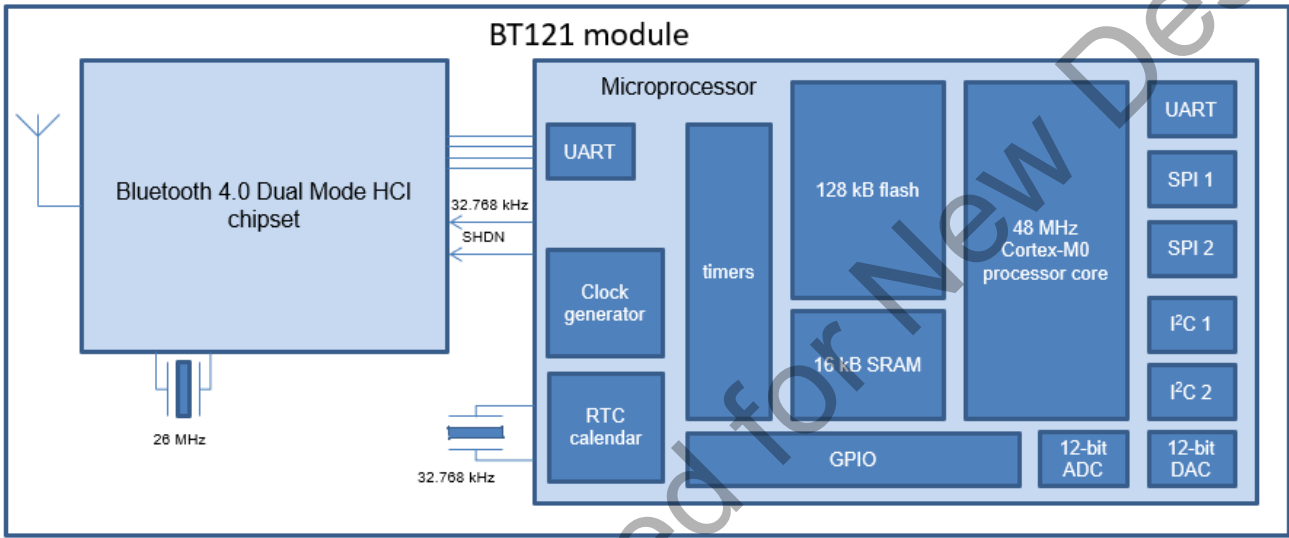 BT121 module
Bluetooth 4.0 Dual Mode HCI
chipset
26 MHz
32.768 kHz
SHDN
32.768 kHz
Microprocessor
UART
Clock
generator
RTC
calendar
timers
128 kB flash
16 kB SRAM
48 MHz
Cortex-M0
processor core
GPIO
12-bit
ADC
UART
SPI 1
SPI 2
I²C 1
I²C 2
12-bit
DAC
ed for New Des